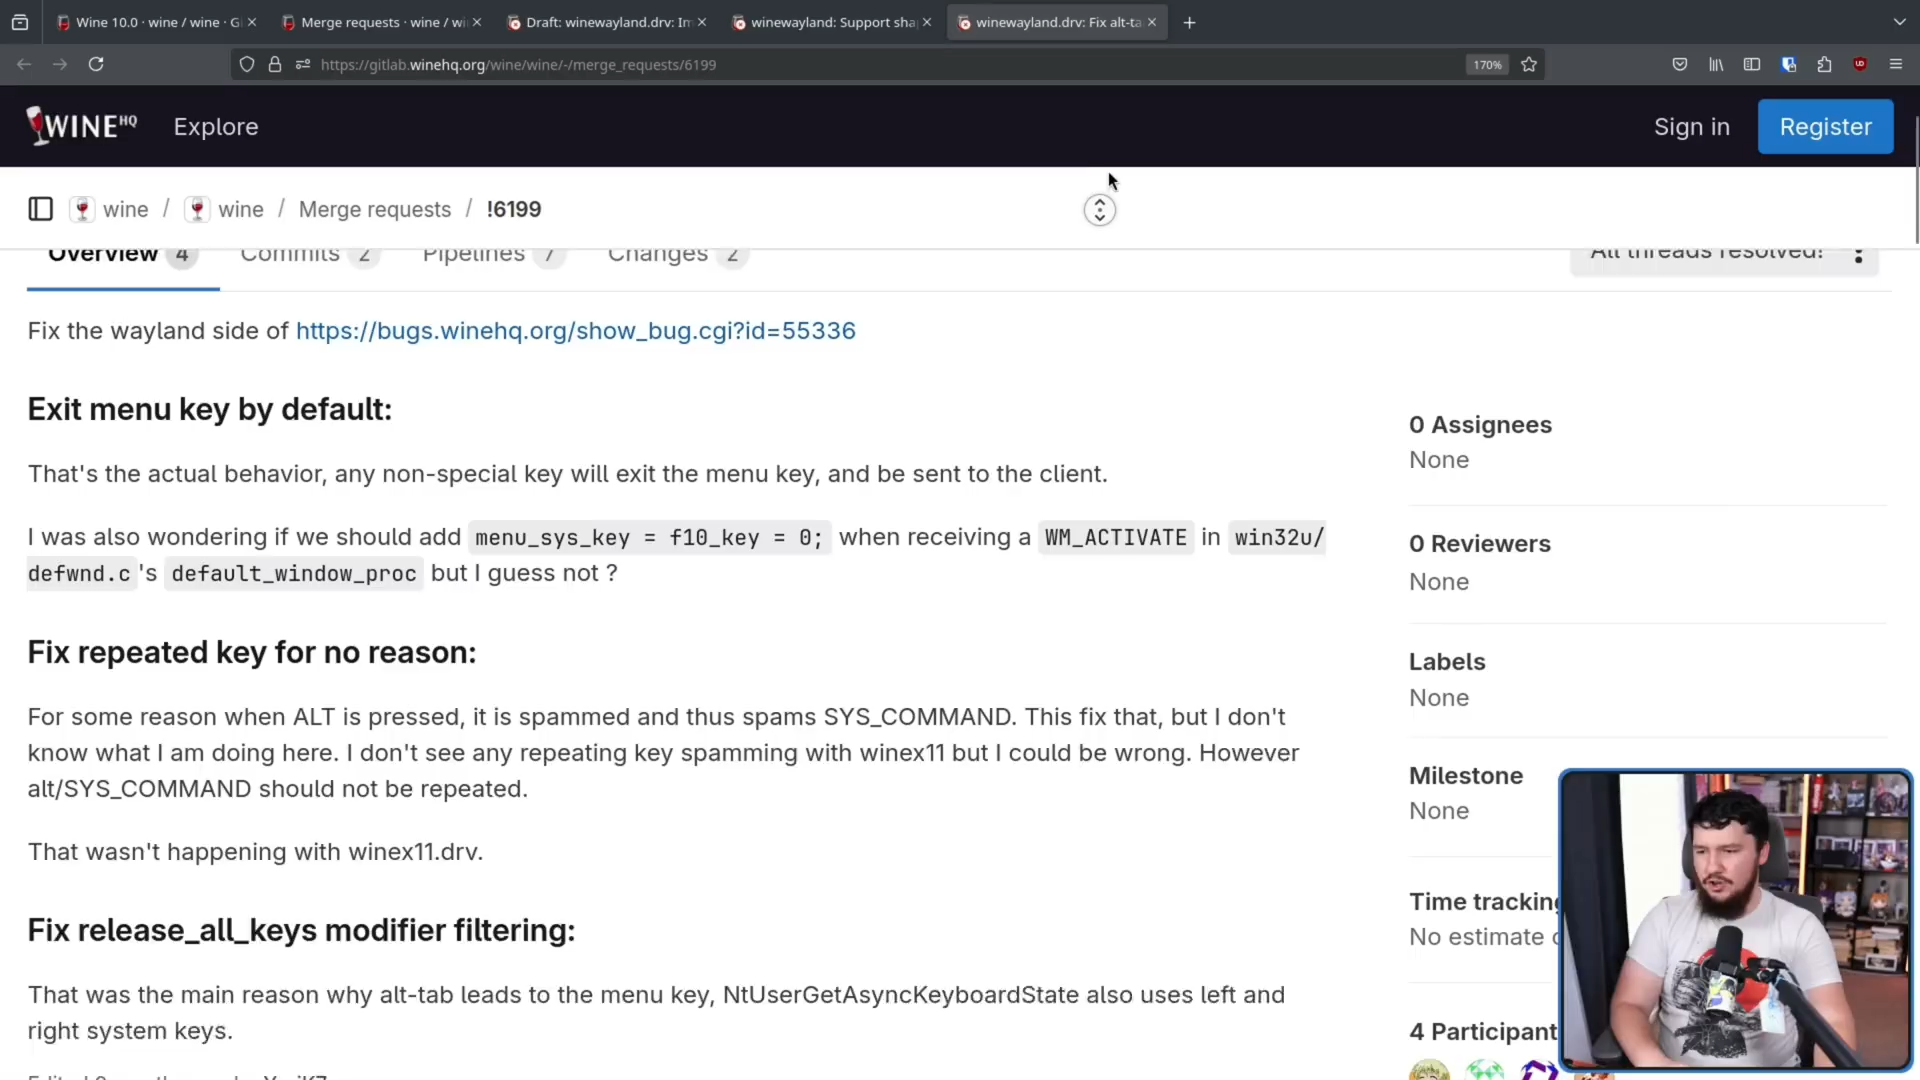 Wine 10.0 · wine / wine · Gi
Merge requests · wine / wi
Draft: winewayland.drv: Im
winewayland: Support sha
winewayland.drv: Fix alt-ta
https://gitlab.winehq.org/wine/wine/-/merge_requests/6199
170%
WINE HQ
Explore
Sign in
Register
wine / wine / Merge requests / !6199
Overview 4 Commits 2 Pipelines 7 Changes 2
All threads resolved!
Fix the wayland side of https://bugs.winehq.org/show_bug.cgi?id=55336
Exit menu key by default:
That's the actual behavior, any non-special key will exit the menu key, and be sent to the client.
I was also wondering if we should add menu_sys_key = f10_key = 0; when receiving a WM_ACTIVATE in win32u/
defwnd.c 's default_window_proc but I guess not ?
Fix repeated key for no reason:
For some reason when ALT is pressed, it is spammed and thus spams SYS_COMMAND. This fix that, but I don't
know what I am doing here. I don't see any repeating key spamming with winex11 but I could be wrong. However
alt/SYS_COMMAND should not be repeated.
That wasn't happening with winex11.drv.
Fix release_all_keys modifier filtering:
That was the main reason why alt-tab leads to the menu key, NtUserGetAsyncKeyboardState also uses left and
right system keys.
0 Assignees
None
0 Reviewers
None
Labels
None
Milestone
None
Time tracking
No estimate
4 Participant